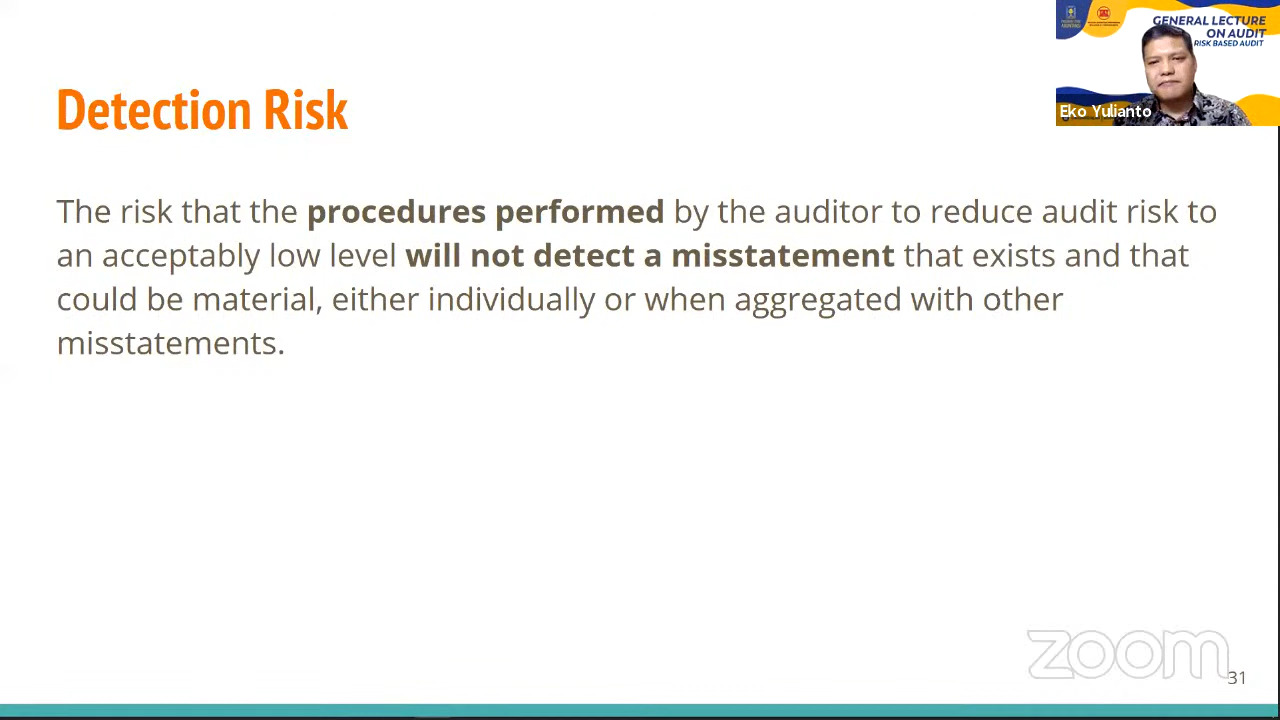 GENERAL LECTURE
ON AUDIT
RISK BASED AUDIT
Eko Yulianto
Detection Risk
The risk that the procedures performed by the auditor to reduce audit risk to
an acceptably low level will not detect a misstatement that exists and that
could be material, either individually or when aggregated with other
misstatements.
zoom
31